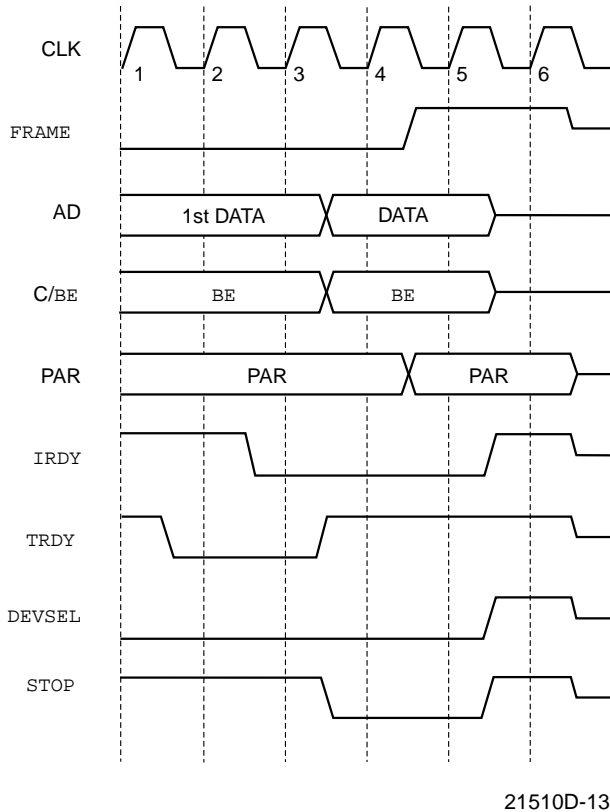 CLK
1 2 3 4 5 6
FRAME
AD
1st DATA DATA
C/BE
BE BE
PAR
PAR PAR
IRDY
TRDY
DEVSEL
STOP
21510D-13